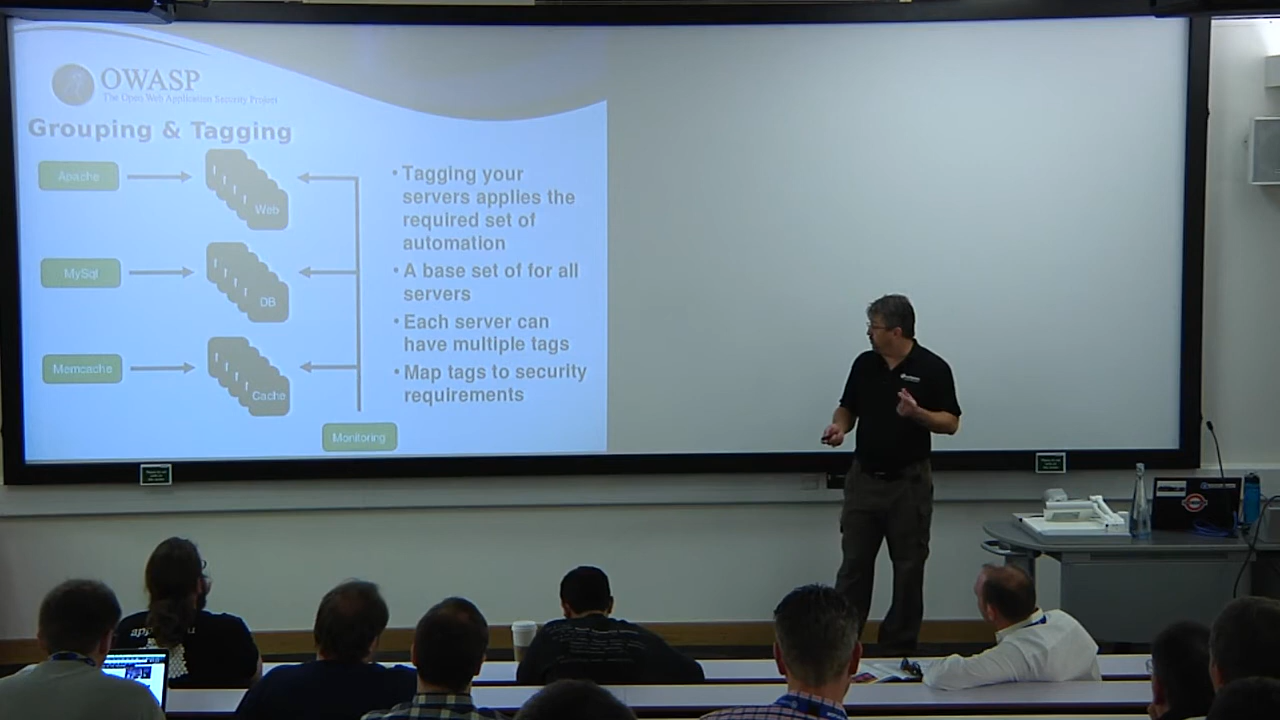 OWASP
The Open Web Application Security Project
Grouping & Tagging
Apache
Web
MySql
DB
Memcache
Cache
Monitoring
• Tagging your
servers applies the
required set of
automation
• A base set of for all
servers
• Each server can
have multiple tags
• Map tags to security
requirements